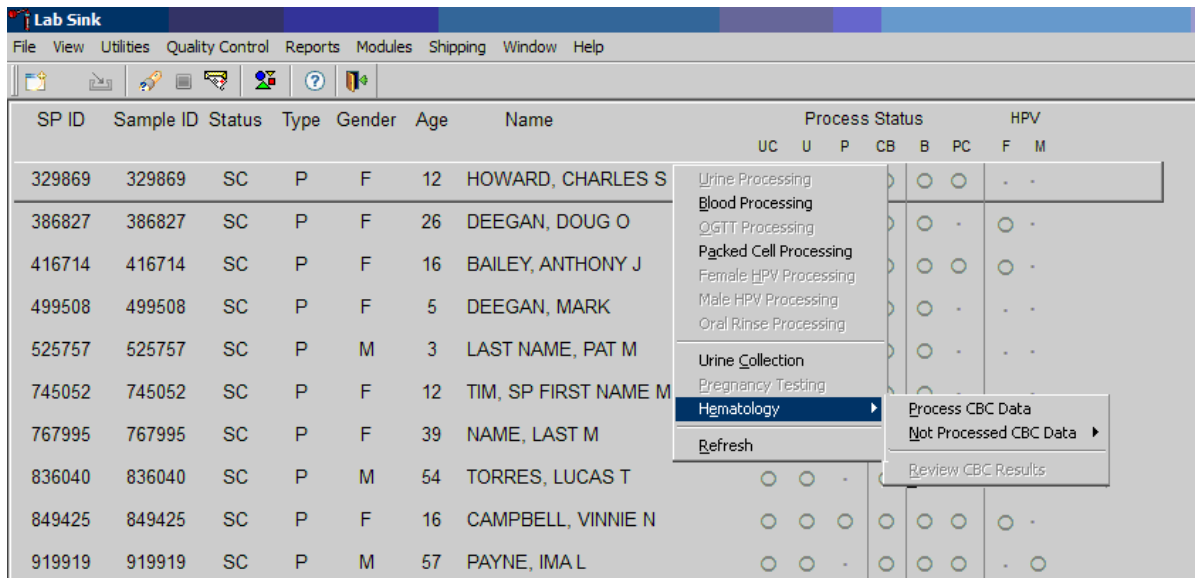 Lab Sink
File View Utilities Quality Control Reports Modules Shipping Window Help
SP ID Sample ID Status Type Gender Age Name Process Status HPV
UC U P CB B PC F M
329869 329869 SC P F 12 HOWARD, CHARLES S
386827 386827 SC P F 26 DEEGAN, DOUG O
416714 416714 SC P F 16 BAILEY, ANTHONY J
499508 499508 SC P F 5 DEEGAN, MARK
525757 525757 SC P M 3 LAST NAME, PAT M
745052 745052 SC P F 12 TIM, SP FIRST NAME M
767995 767995 SC P F 39 NAME, LAST M
836040 836040 SC P M 54 TORRES, LUCAS T
849425 849425 SC P F 16 CAMPBELL, VINNIE N
919919 919919 SC P M 57 PAYNE, IMA L
Urine Processing
Blood Processing
OGTT Processing
Packed Cell Processing
Female HPV Processing
Male HPV Processing
Oral Rinse Processing
Urine Collection
Pregnancy Testing
Hematology
Refresh
Process CBC Data
Not Processed CBC Data
Review CBC Results